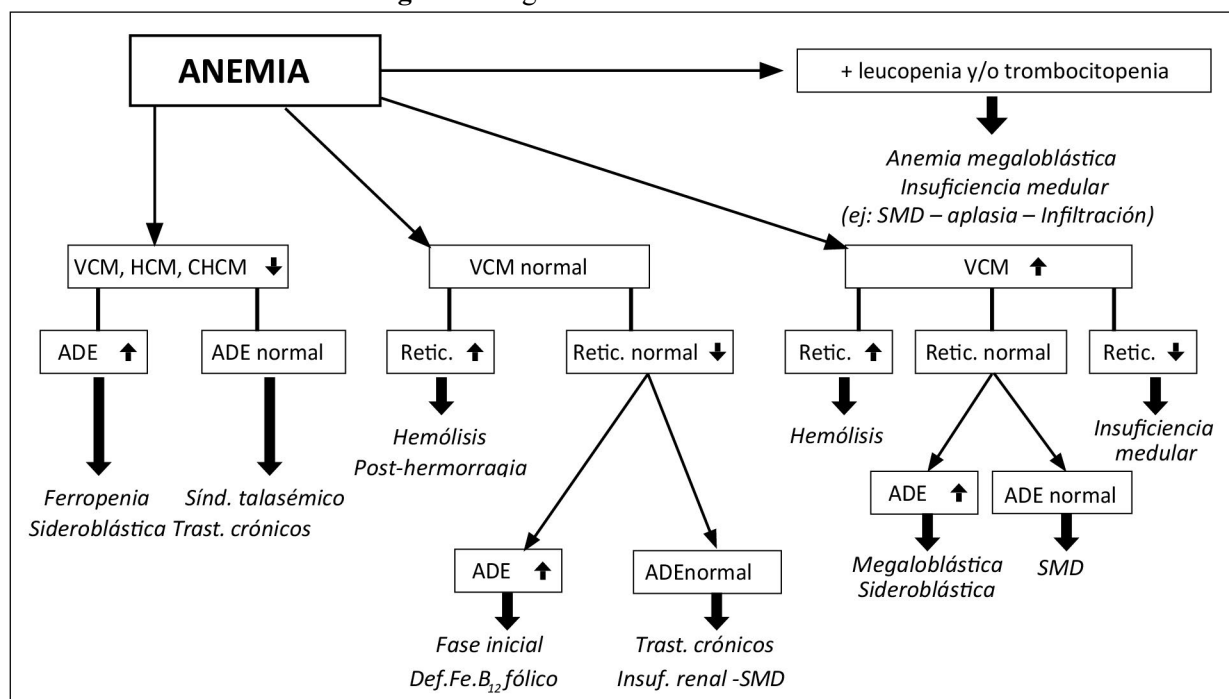 ANEMIA
+ leucopenia y/o trombocitopenia
Anemia megaloblástica
Insuficiencia medular
(ej: SMD – aplasia – Infiltración)
VCM, HCM, CHCM ↓
VCM normal
VCM ↑
ADE ↑
ADE normal
Retic. ↑
Retic. normal ↓
Retic. ↑
Retic. normal
Retic. ↓
Ferropenia
Sideroblástica
Sínd. talasémico
Trast. crónicos
Hemólisis
Post-hermorragia
Hemólisis
Insuficiencia
medular
ADE ↑
ADE normal
Megaloblástica
Sideroblástica
SMD
ADE ↑
ADEnormal
Fase inicial
Def.Fe.B12 fólico
Trast. crónicos
Insuf. renal -SMD